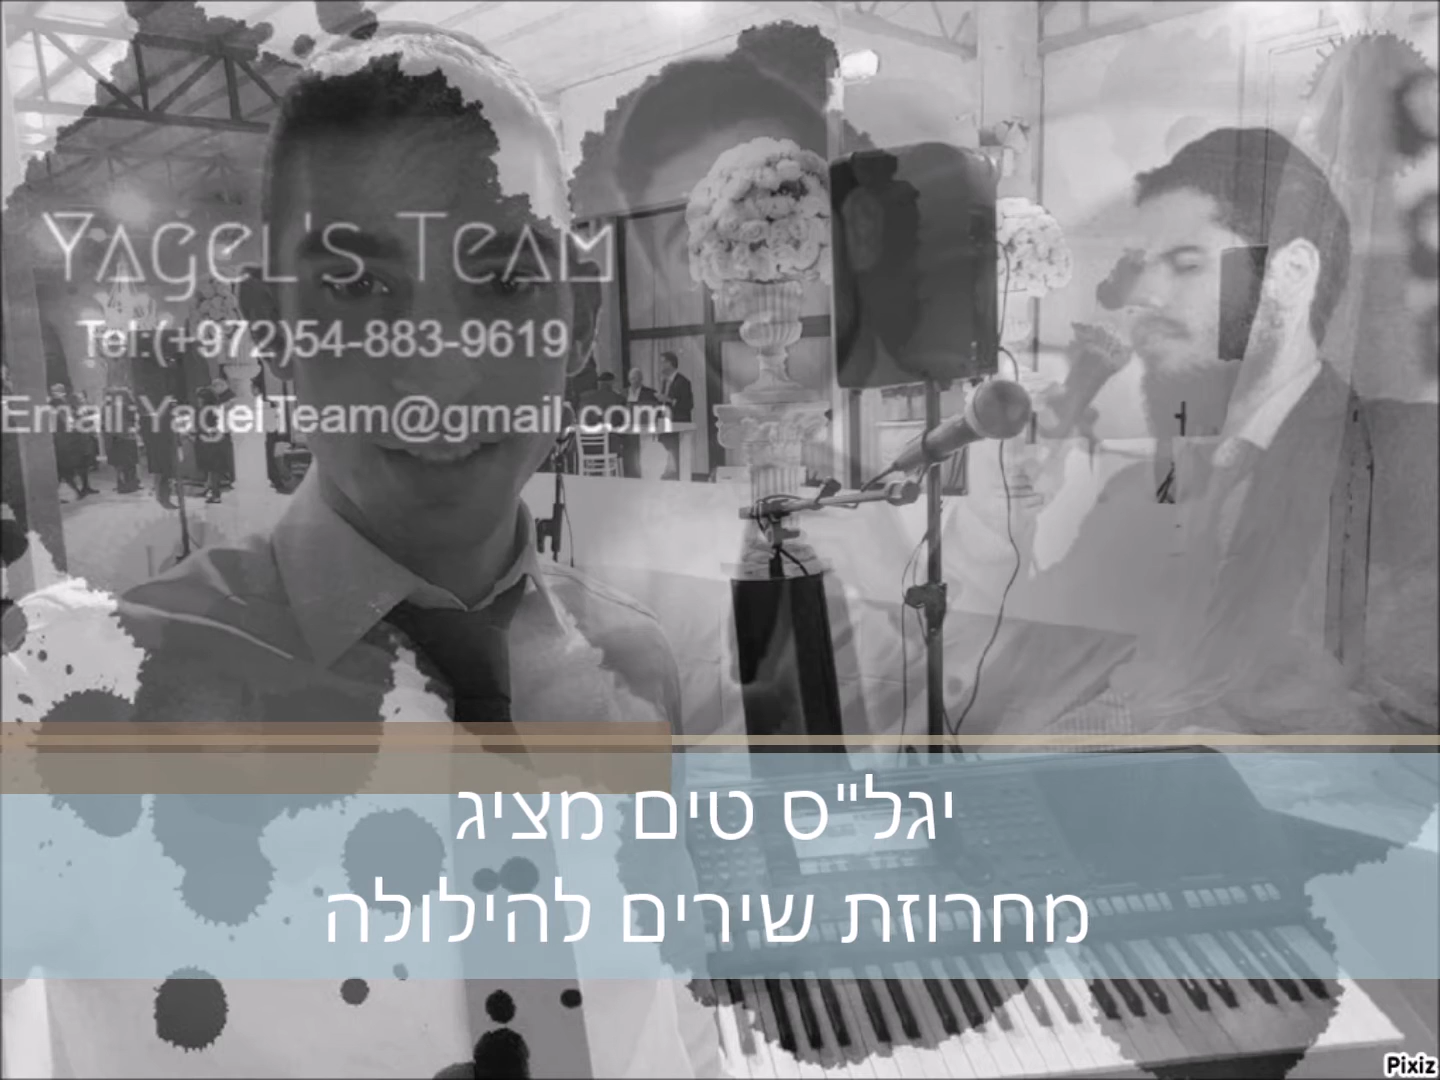 Yagel's Team
Tel:(+972)54-883-9619
Email:YagelTeam@gmail.com
יגל"ס טים מציג
מחרוזת שירים להילולה
Pixiz